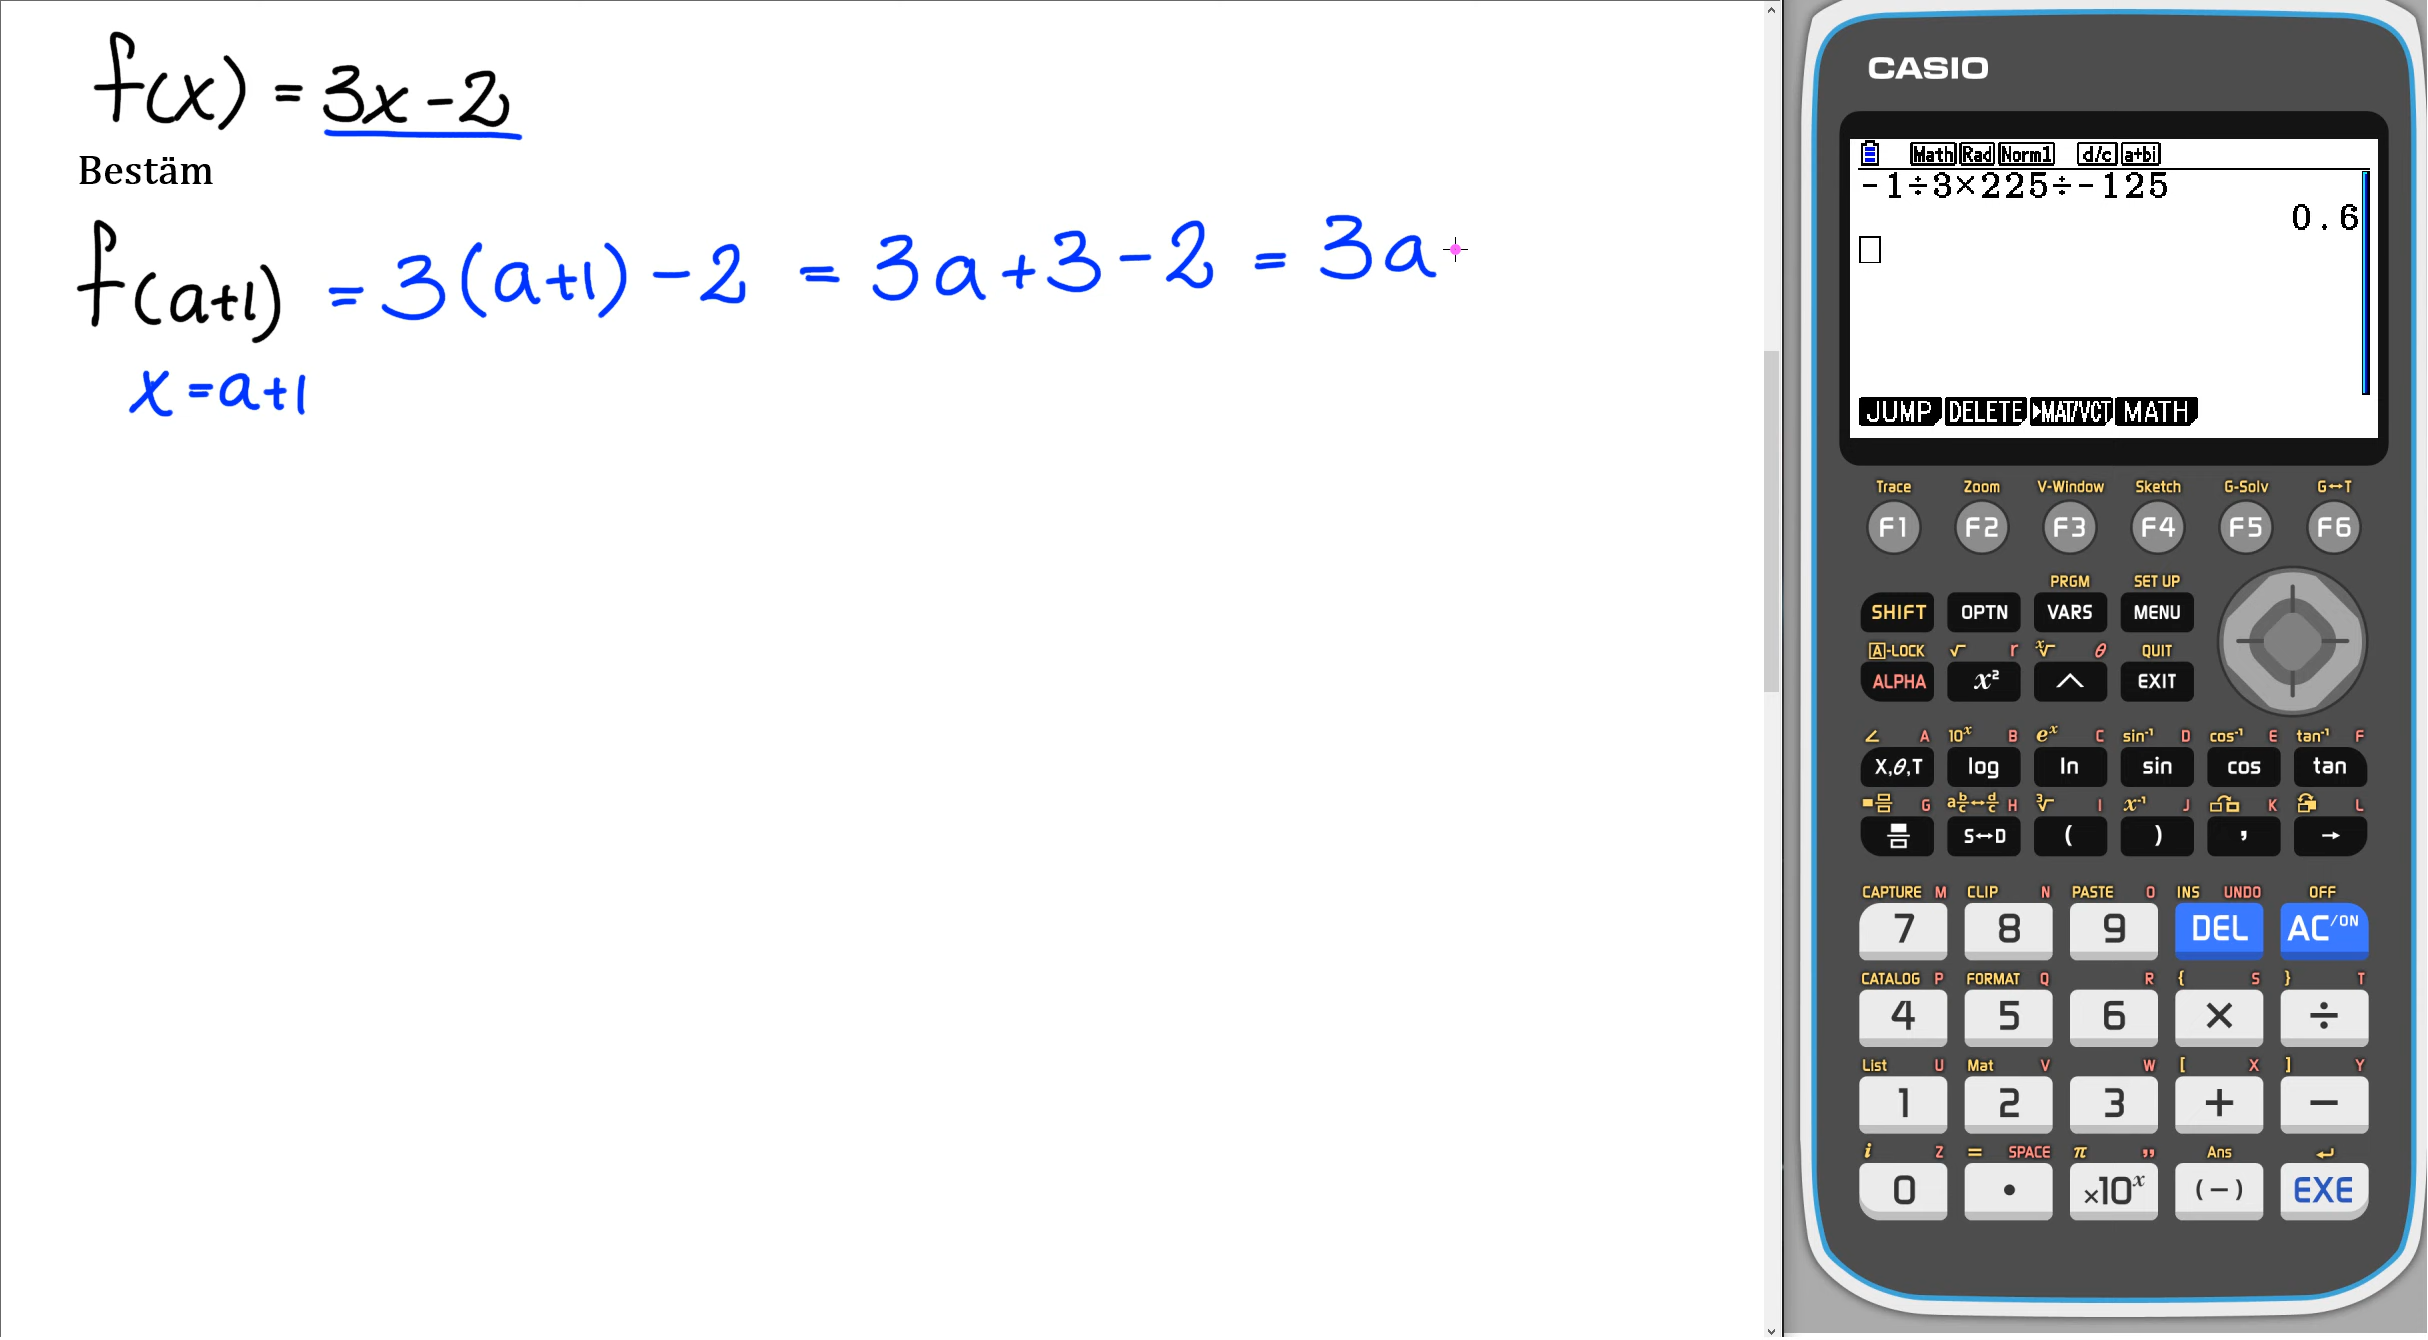 f(x) = 3x - 2
Bestäm
f(a+1) = 3(a+1) - 2 = 3a + 3 - 2 = 3a
x = a+1
CASIO
Math Rad Norm1 d/c a+bi
-1÷3×225÷-125
0.6
JUMP DELETE ▶MAT/VCT MATH
Trace Zoom V-Window Sketch G-Solv G↔T
F1 F2 F3 F4 F5 F6
PRGM SET UP
SHIFT OPTN VARS MENU
A-LOCK √ r ˣ√ θ QUIT
ALPHA x² ^ EXIT
∠ A 10ˣ B eˣ C sin⁻¹ D cos⁻¹ E tan⁻¹ F
X,θ,T log ln sin cos tan
G a b/c↔d/c H ³√ I x⁻¹ J K L
S↔D ( ) , →
CAPTURE M CLIP N PASTE O INS UNDO OFF
7 8 9 DEL AC/ON
CATALOG P FORMAT Q R { S } T
4 5 6 × ÷
List U Mat V W [ X ] Y
1 2 3 + −
i Z = SPACE π " Ans ↵
0 • ×10ˣ (−) EXE